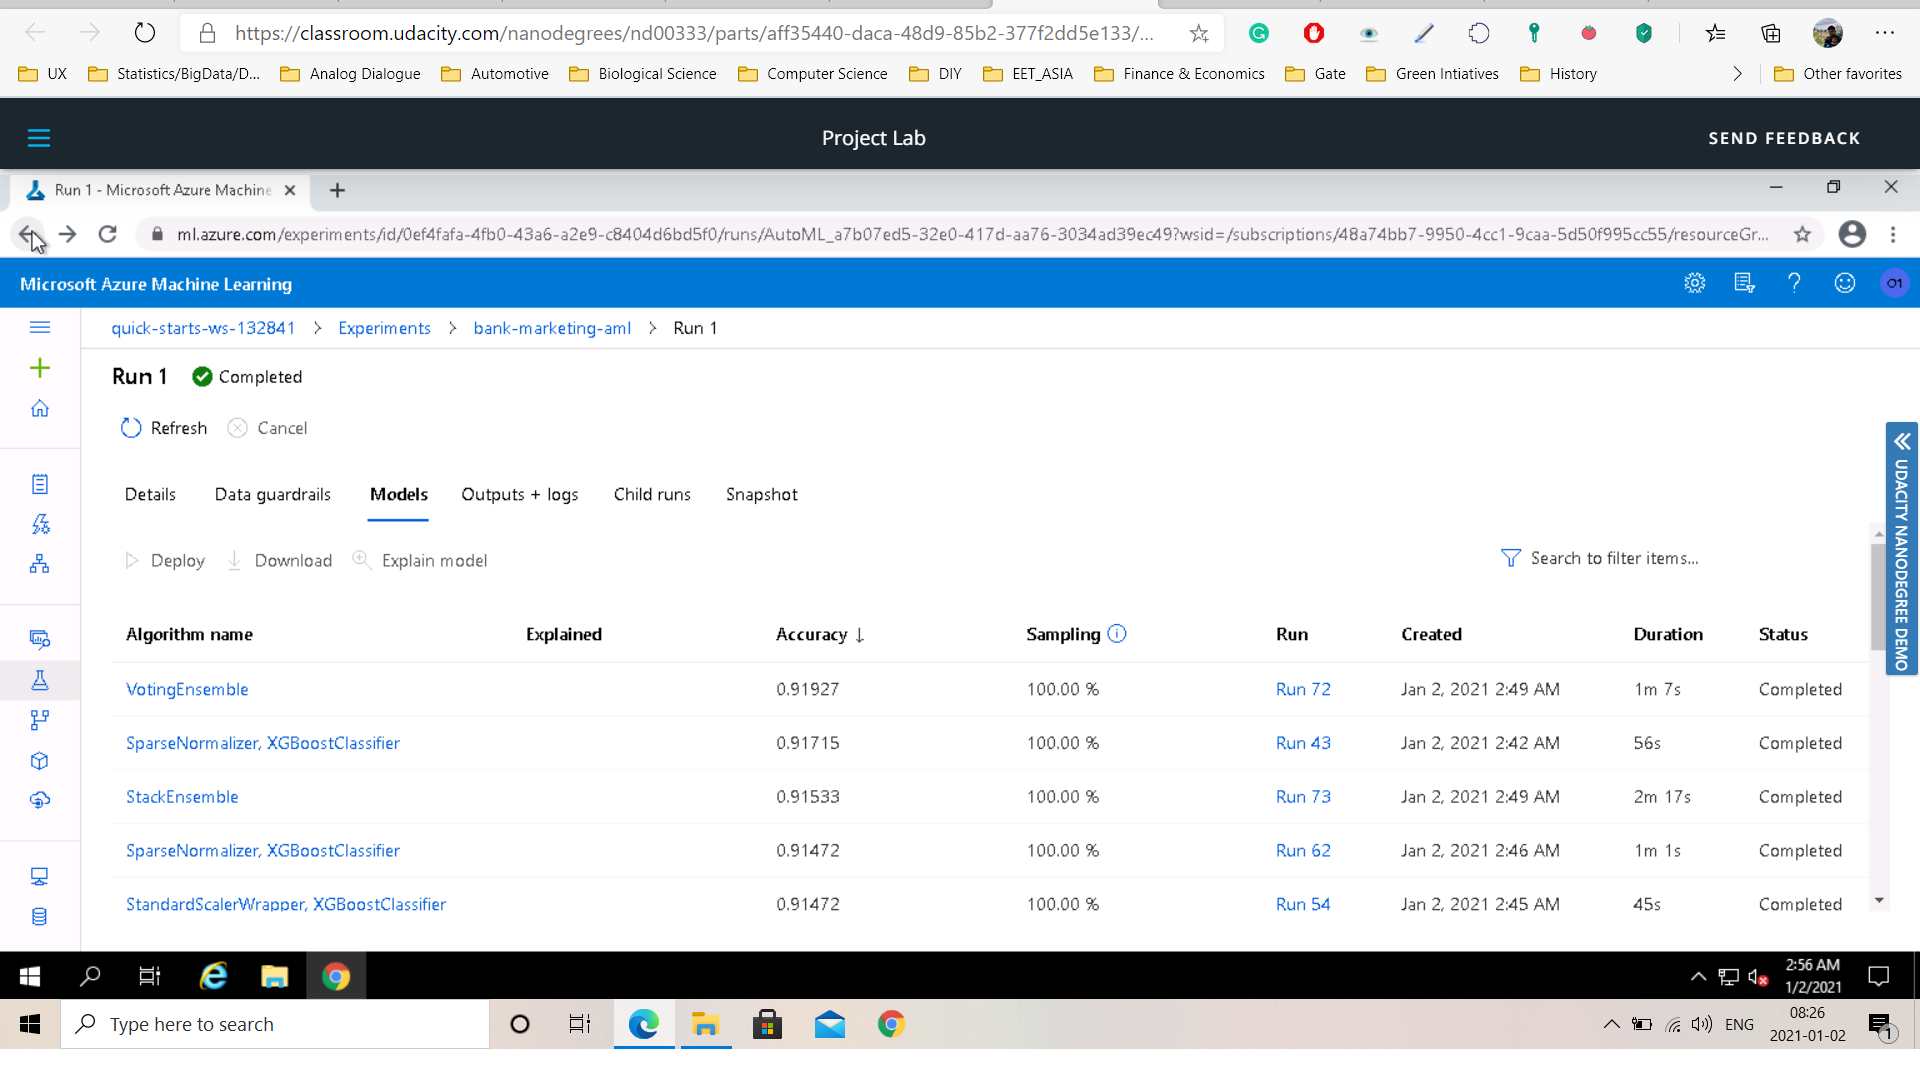 https://classroom.udacity.com/nanodegrees/nd00333/parts/aff35440-daca-48d9-85b2-377f2dd5e133/...
UX Statistics/BigData/D... Analog Dialogue Automotive Biological Science Computer Science DIY EET_ASIA Finance & Economics Gate Green Intiatives History Other favorites
Project Lab SEND FEEDBACK
Run 1 - Microsoft Azure Machine
ml.azure.com/experiments/id/0ef4fafa-4fb0-43a6-a2e9-c8404d6bd5f0/runs/AutoML_a7b07ed5-32e0-417d-aa76-3034ad39ec49?wsid=/subscriptions/48a74bb7-9950-4cc1-9caa-5d50f995cc55/resourceGr...
Microsoft Azure Machine Learning O1
quick-starts-ws-132841 > Experiments > bank-marketing-aml > Run 1
Run 1 Completed
Refresh Cancel
Details Data guardrails Models Outputs + logs Child runs Snapshot
Deploy Download Explain model Search to filter items...
UDACITY NANODEGREE DEMO
Algorithm name Explained Accuracy ↓ Sampling Run Created Duration Status
VotingEnsemble 0.91927 100.00 % Run 72 Jan 2, 2021 2:49 AM 1m 7s Completed
SparseNormalizer, XGBoostClassifier 0.91715 100.00 % Run 43 Jan 2, 2021 2:42 AM 56s Completed
StackEnsemble 0.91533 100.00 % Run 73 Jan 2, 2021 2:49 AM 2m 17s Completed
SparseNormalizer, XGBoostClassifier 0.91472 100.00 % Run 62 Jan 2, 2021 2:46 AM 1m 1s Completed
StandardScalerWrapper, XGBoostClassifier 0.91472 100.00 % Run 54 Jan 2, 2021 2:45 AM 45s Completed
2:56 AM
1/2/2021
Type here to search ENG
08:26
2021-01-02
1